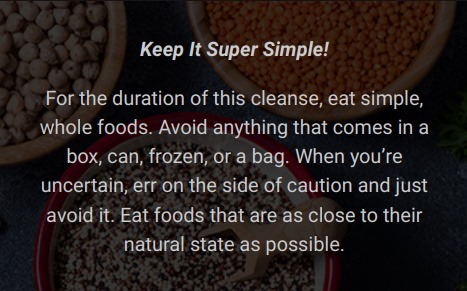 Keep It Super Simple!
For the duration of this cleanse, eat simple,
whole foods. Avoid anything that comes in a
box, can, frozen, or a bag. When you’re
uncertain, err on the side of caution and just
avoid it. Eat foods that are as close to their
natural state as possible.